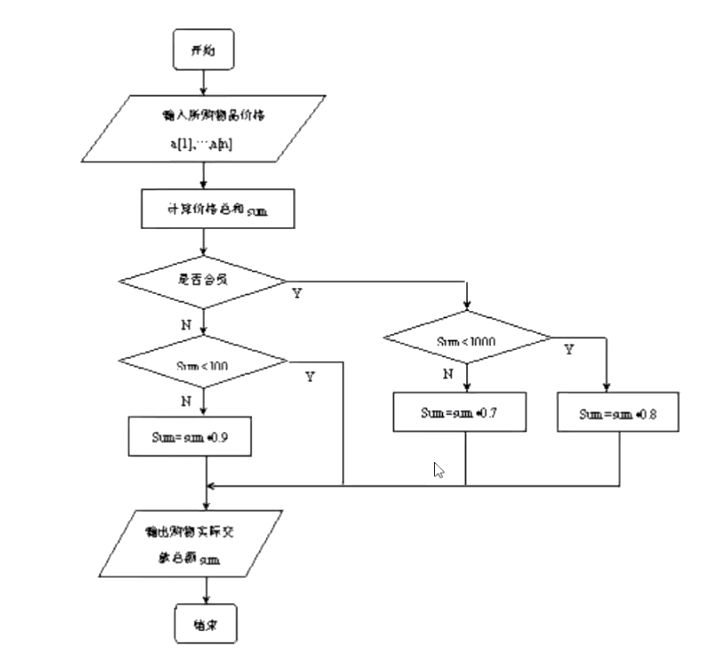 开始
输入所购物品价格
a[1],…,a[n]
计算价格总和sum
是否会员
Y
N
Sum<1000
Sum<100
Y
N
Y
N
Sum=sum*0.7
Sum=sum*0.8
Sum=sum*0.9
输出购物实际交
款总额sum
结束